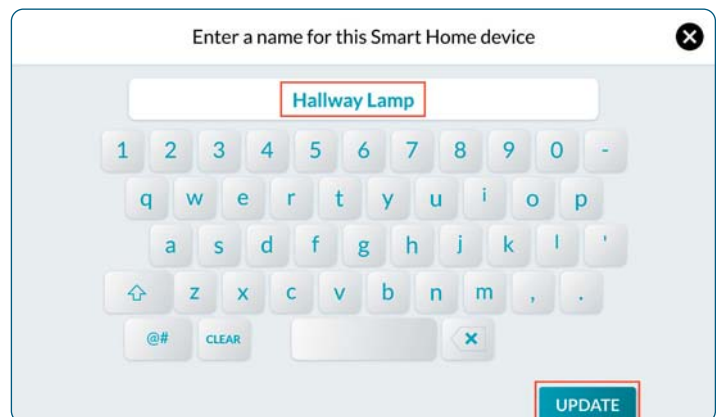 Enter a name for this Smart Home device
Hallway Lamp
1 2 3 4 5 6 7 8 9 0 -
q w e r t y u i o p
a s d f g h j k l '
z x c v b n m , .
@# CLEAR
UPDATE